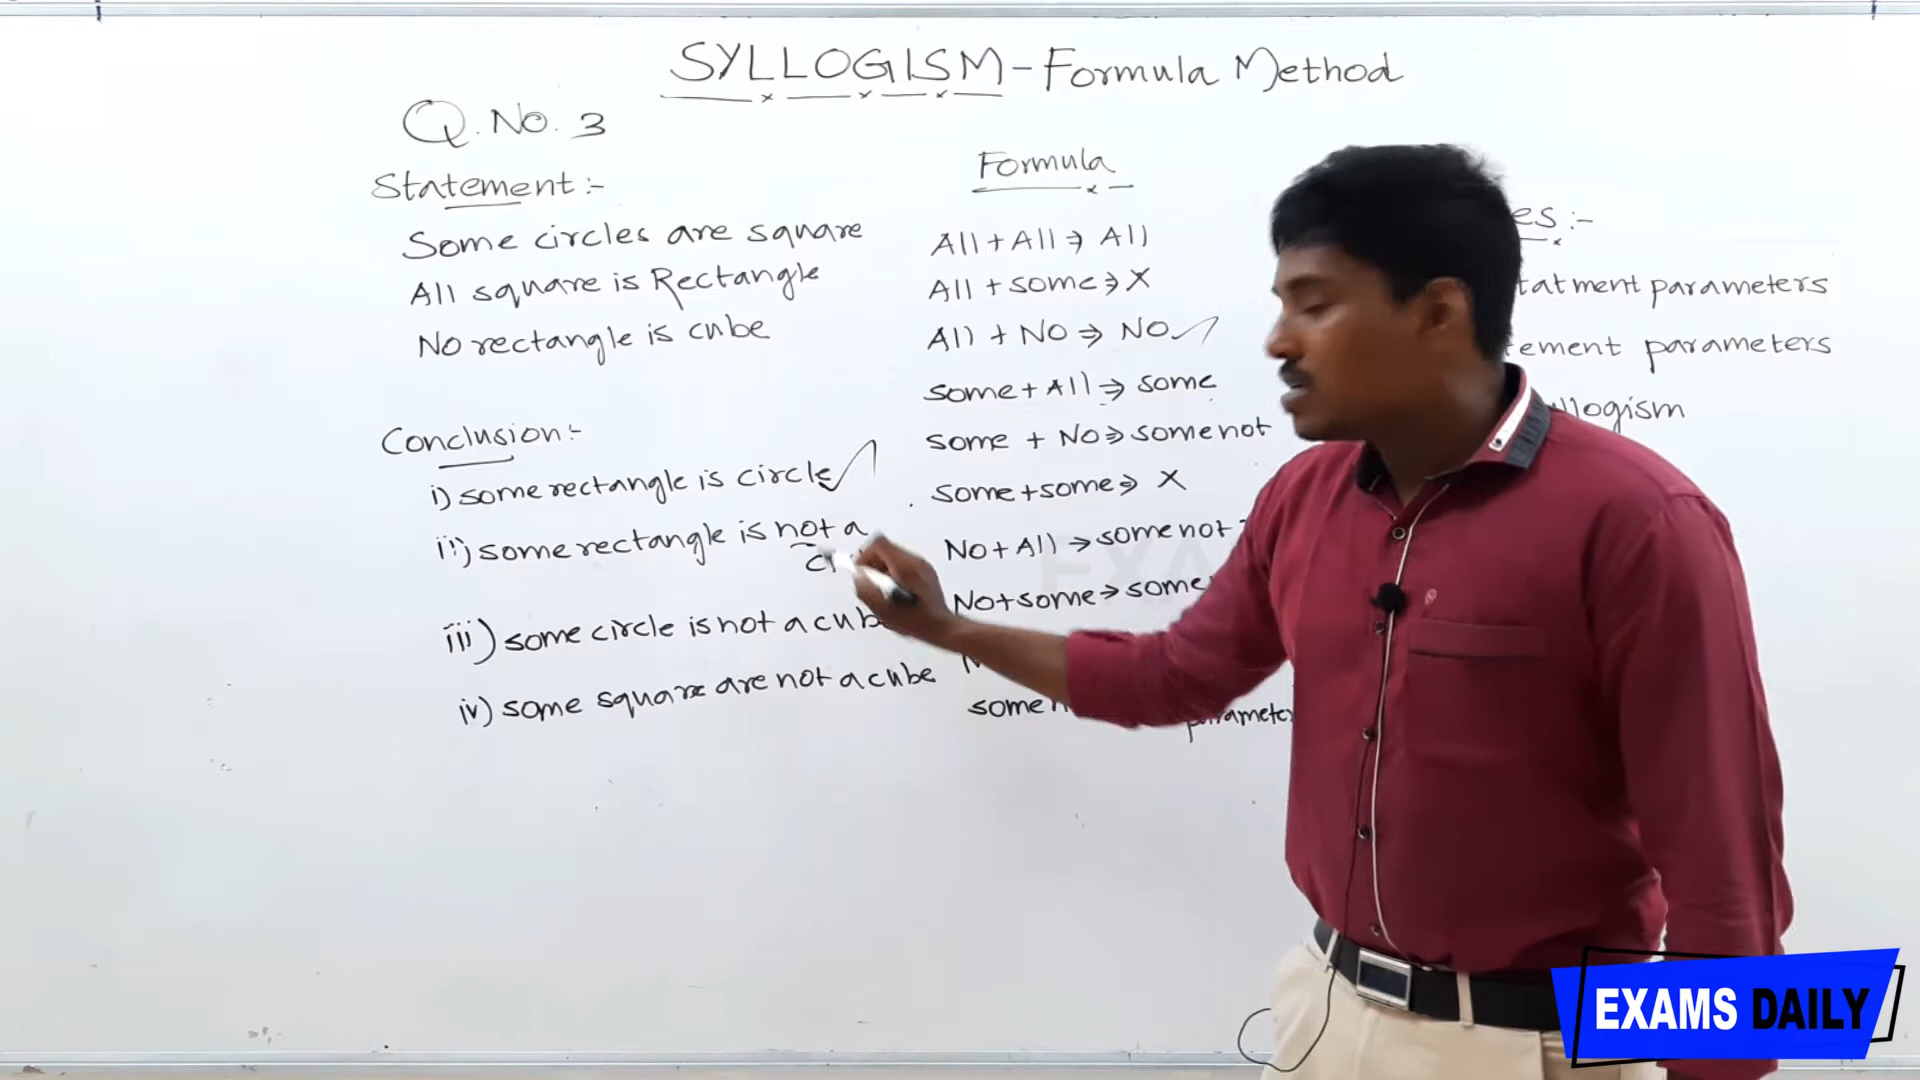 SYLLOGISM - Formula Method
Q. No. 3
Statement :-
Some circles are square
All square is Rectangle
No rectangle is cube
Conclusion :-
i) some rectangle is circle
ii) some rectangle is not a
iii) some circle is not a cube
iv) some square are not a cube
Formula
All + All ⇒ All
All + some ⇒ X
All + NO ⇒ NO
some + All ⇒ some
some + NO ⇒ some not
some + some ⇒ X
NO + All → some not
NO + some → some
some
parameter
es :-
tatment parameters
ement parameters
llogism
EXAMS DAILY